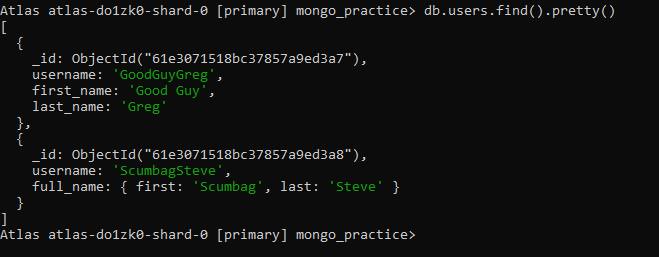 Atlas atlas-do1zk0-shard-0 [primary] mongo_practice> db.users.find().pretty()
[
  {
    _id: ObjectId("61e3071518bc37857a9ed3a7"),
    username: 'GoodGuyGreg',
    first_name: 'Good Guy',
    last_name: 'Greg'
  },
  {
    _id: ObjectId("61e3071518bc37857a9ed3a8"),
    username: 'ScumbagSteve',
    full_name: { first: 'Scumbag', last: 'Steve' }
  }
]
Atlas atlas-do1zk0-shard-0 [primary] mongo_practice>